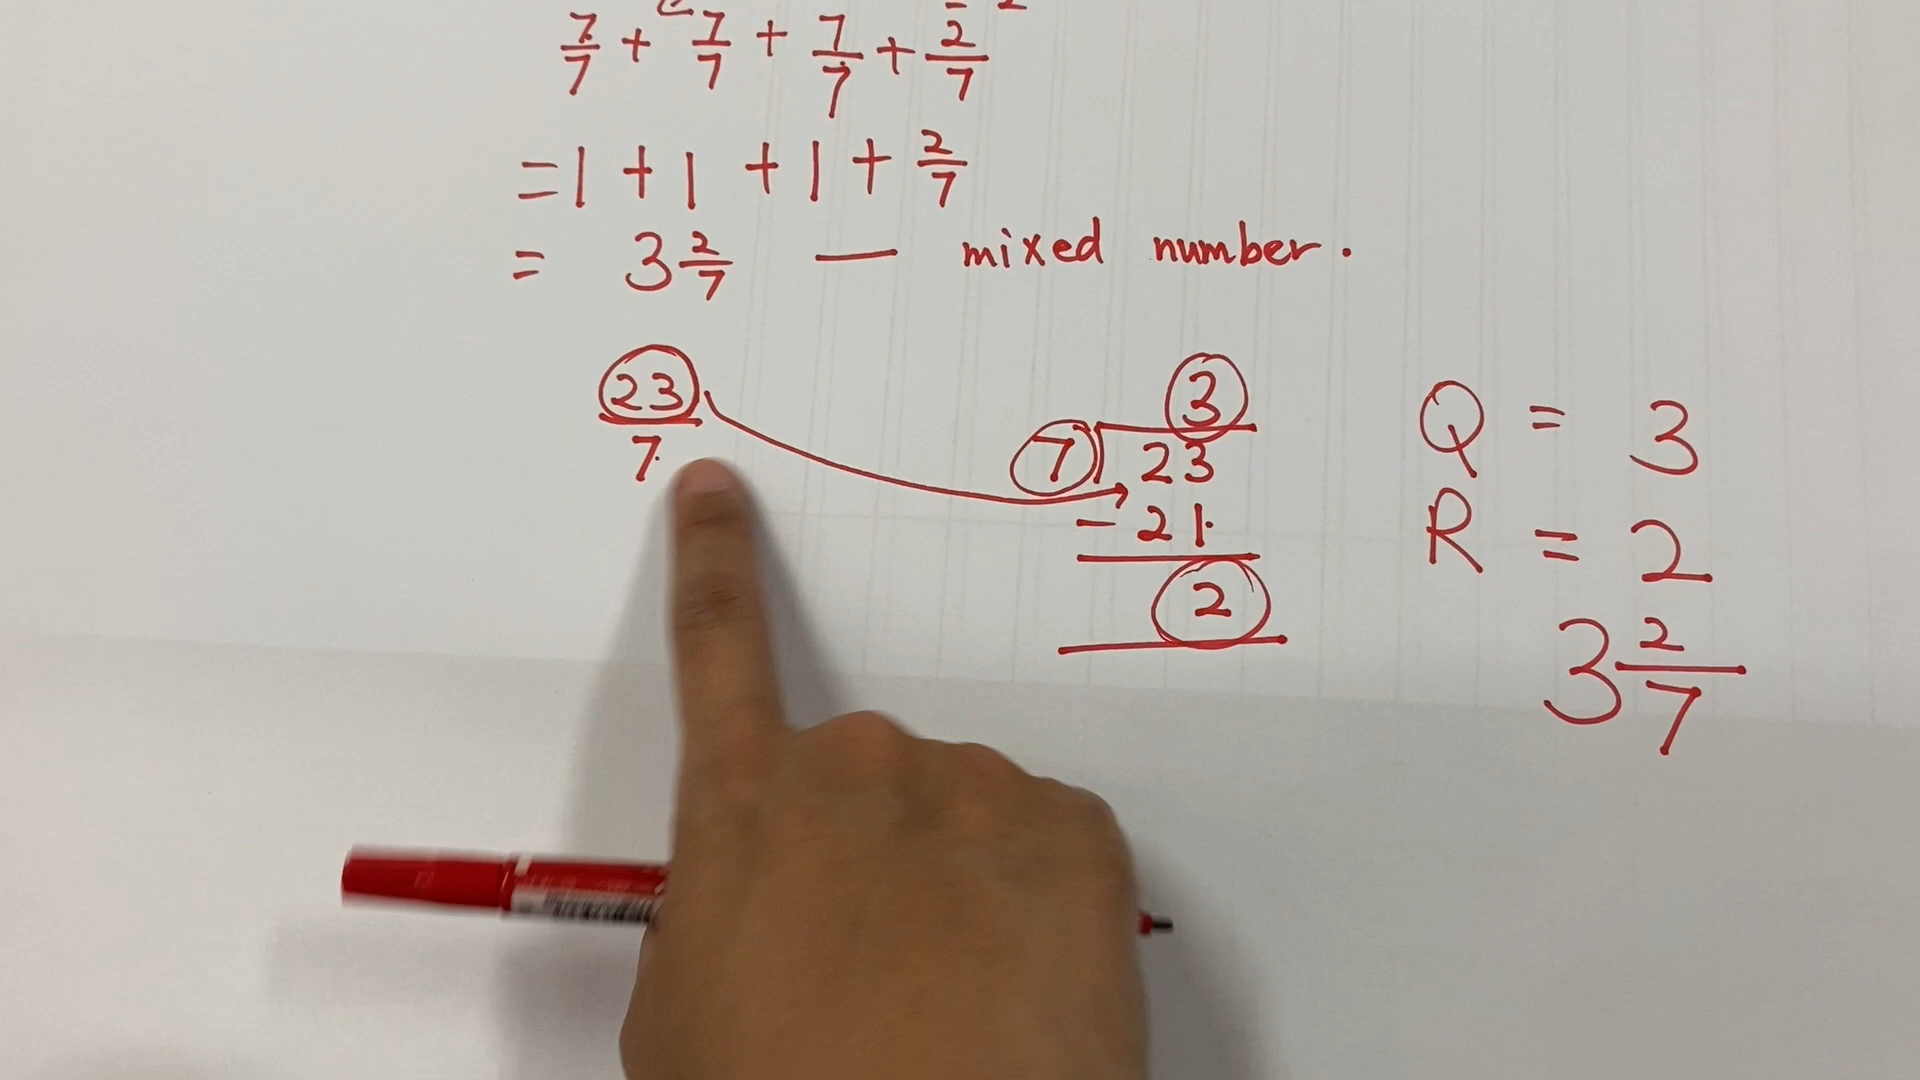 7/7 + 7/7 + 7/7 + 2/7
= 1 + 1 + 1 + 2/7
= 3 2/7 — mixed number.
23/7
3
7 23
- 21
2
Q = 3
R = 2
3 2/7